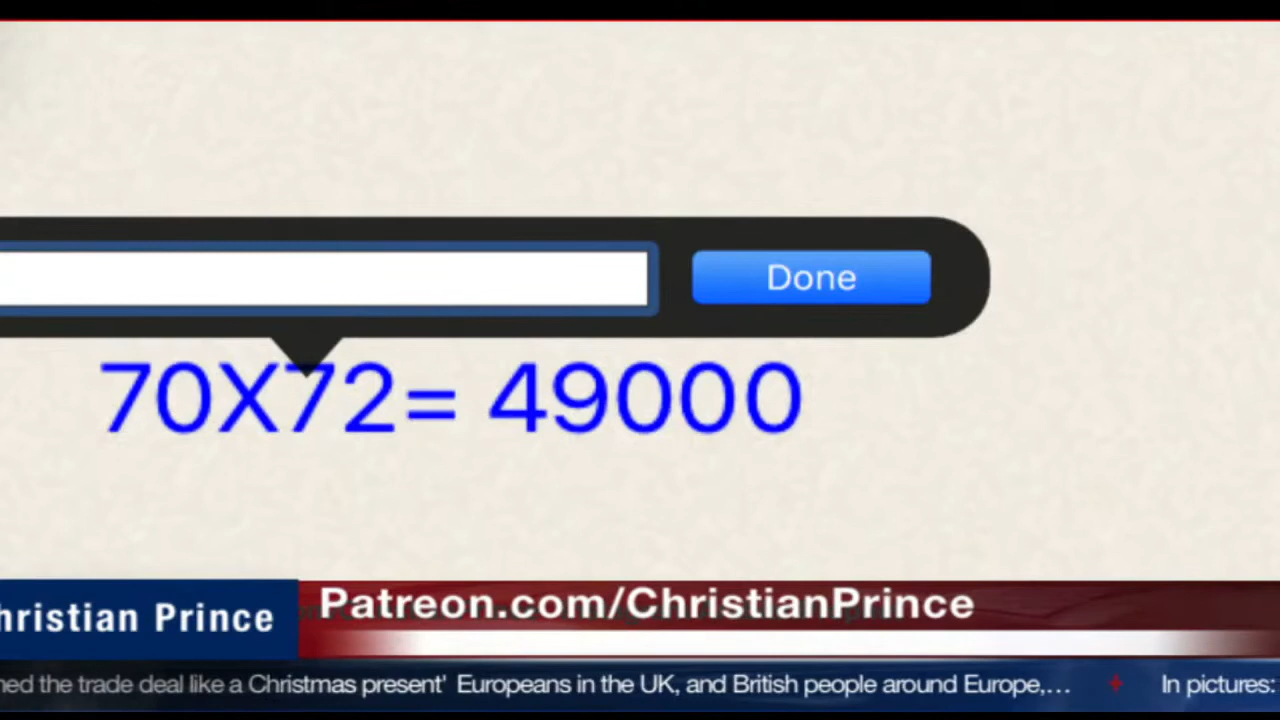 Done
70X72= 49000
Patreon.com/ChristianPrince
hristian Prince
ned the trade deal like a Christmas present' Europeans in the UK, and British people around Europe,... + In pictures: